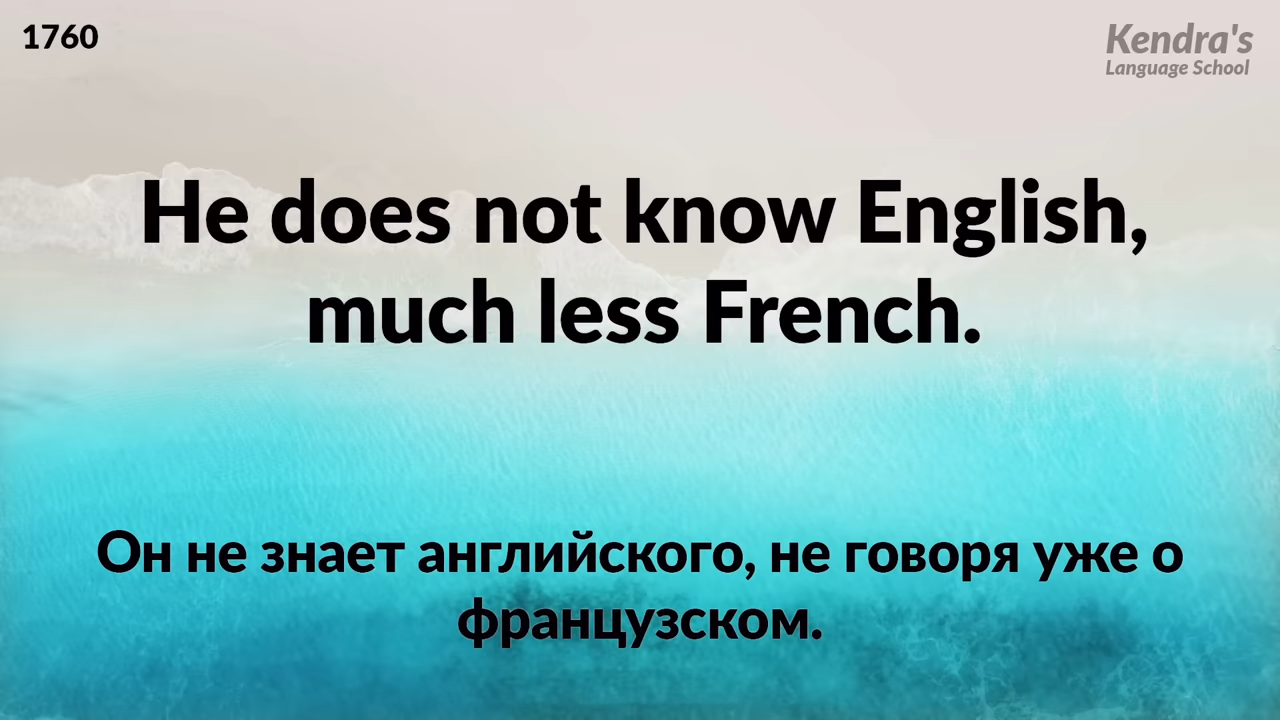 1760
Kendra's
Language School
He does not know English,
much less French.
Он не знает английского, не говоря уже о
французском.